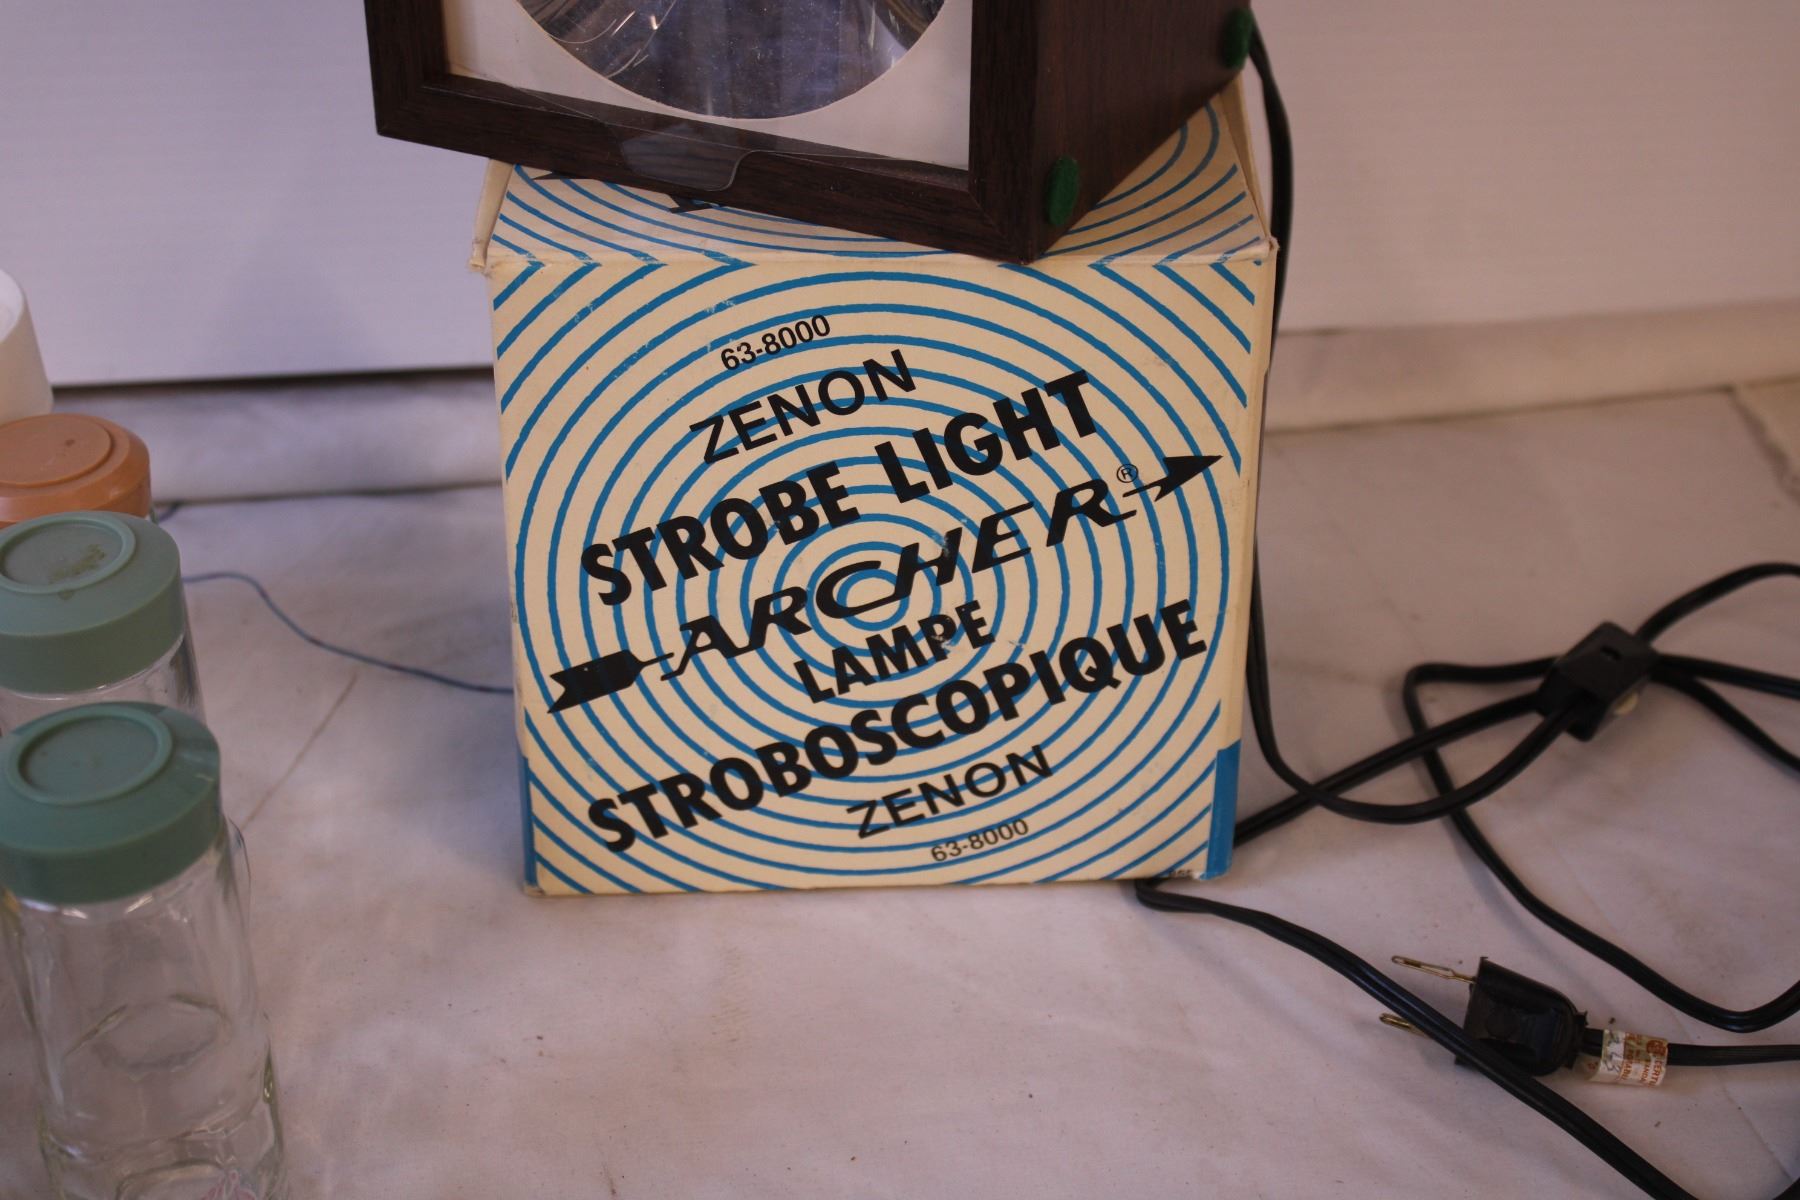 63-8000
ZENON
STROBE LIGHT
ARCHER®
LAMPE
STROBOSCOPIQUE
ZENON
63-8000